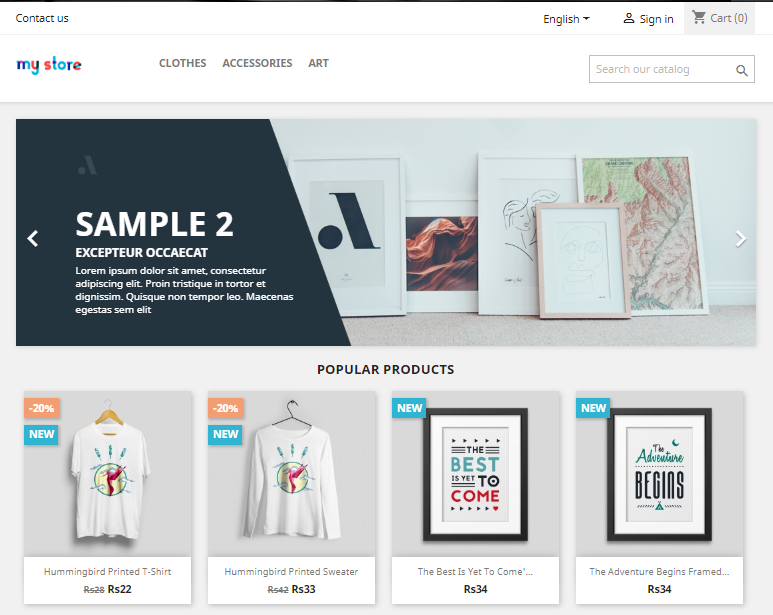 Contact us
English
Sign in
Cart (0)
my store
CLOTHES
ACCESSORIES
ART
Search our catalog
SAMPLE 2
EXCEPTEUR OCCAECAT
Lorem ipsum dolor sit amet, consectetur
adipiscing elit. Proin tristique in tortor et
dignissim. Quisque non tempor leo. Maecenas
egestas sem elit
POPULAR PRODUCTS
-20%
NEW
Hummingbird Printed T-Shirt
Rs28 Rs22
-20%
NEW
Hummingbird Printed Sweater
Rs42 Rs33
NEW
THE
BEST
IS YET TO
COME
The Best Is Yet To Come'...
Rs34
NEW
The
Adventure
BEGINS
The Adventure Begins Framed...
Rs34